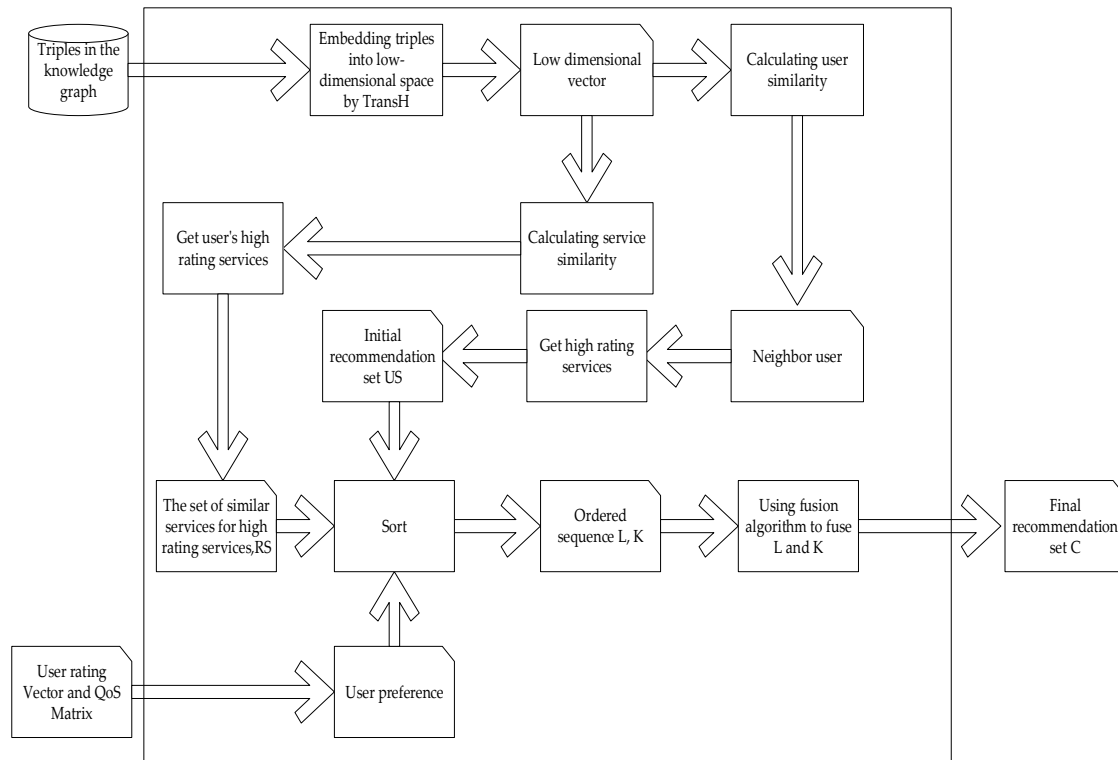 Triples in the
knowledge
graph
Embedding triples
into low-
dimensional space
by TransH
Low dimensional
vector
Calculating user
similarity
Get user's high
rating services
Calculating service
similarity
Initial
recommendation
set US
Get high rating
services
Neighbor user
The set of similar
services for high
rating services,RS
Sort
Ordered
sequence L, K
Using fusion
algorithm to fuse
L and K
Final
recommendation
set C
User rating
Vector and QoS
Matrix
User preference